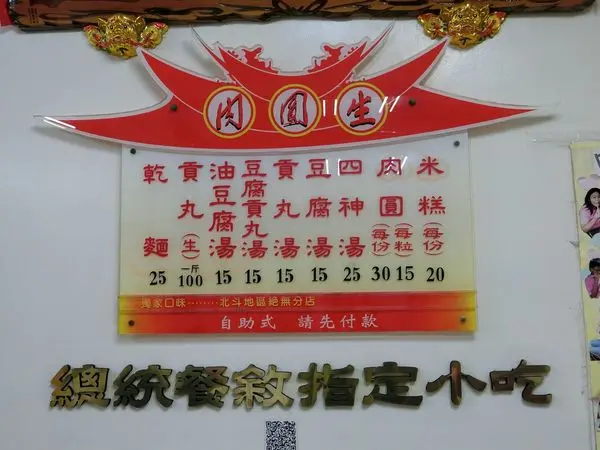 肉圓生
米糕(每份) 20
肉圓(每份)(每粒) 30 15
四神湯 25
豆腐湯 15
貢丸湯 15
豆腐貢丸湯 15
油豆腐湯 15
貢丸(生) 一斤100
乾麵 25
獨家口味........北斗地區絕無分店
自助式 請先付款
總統餐敘指定小吃